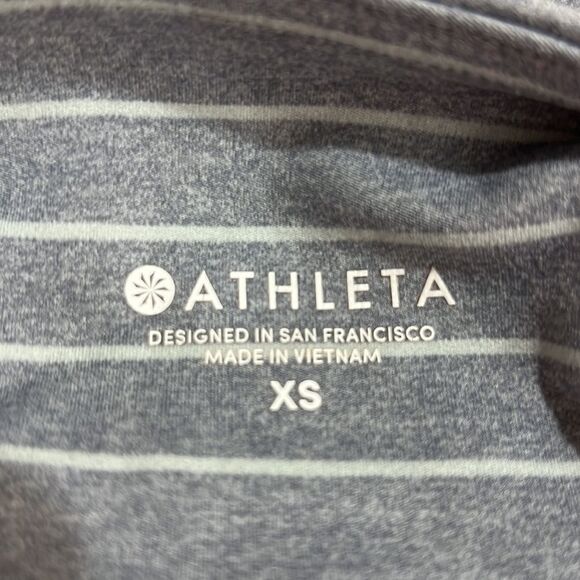 ATHLETA
DESIGNED IN SAN FRANCISCO
MADE IN VIETNAM
XS